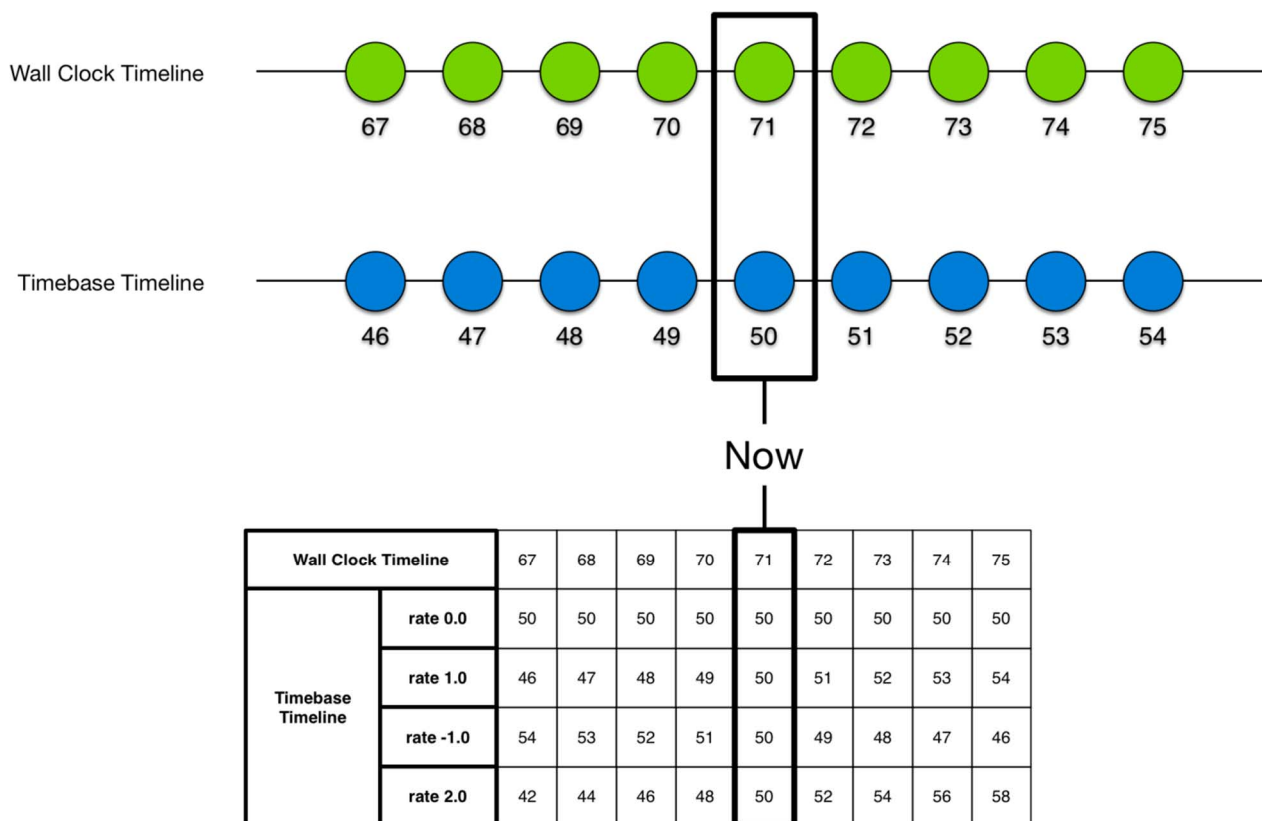 Wall Clock Timeline
67 68 69 70 71 72 73 74 75
Timebase Timeline
46 47 48 49 50 51 52 53 54
Now
Wall Clock Timeline 67 68 69 70 71 72 73 74 75
Timebase
Timeline
rate 0.0 50 50 50 50 50 50 50 50 50
rate 1.0 46 47 48 49 50 51 52 53 54
rate -1.0 54 53 52 51 50 49 48 47 46
rate 2.0 42 44 46 48 50 52 54 56 58